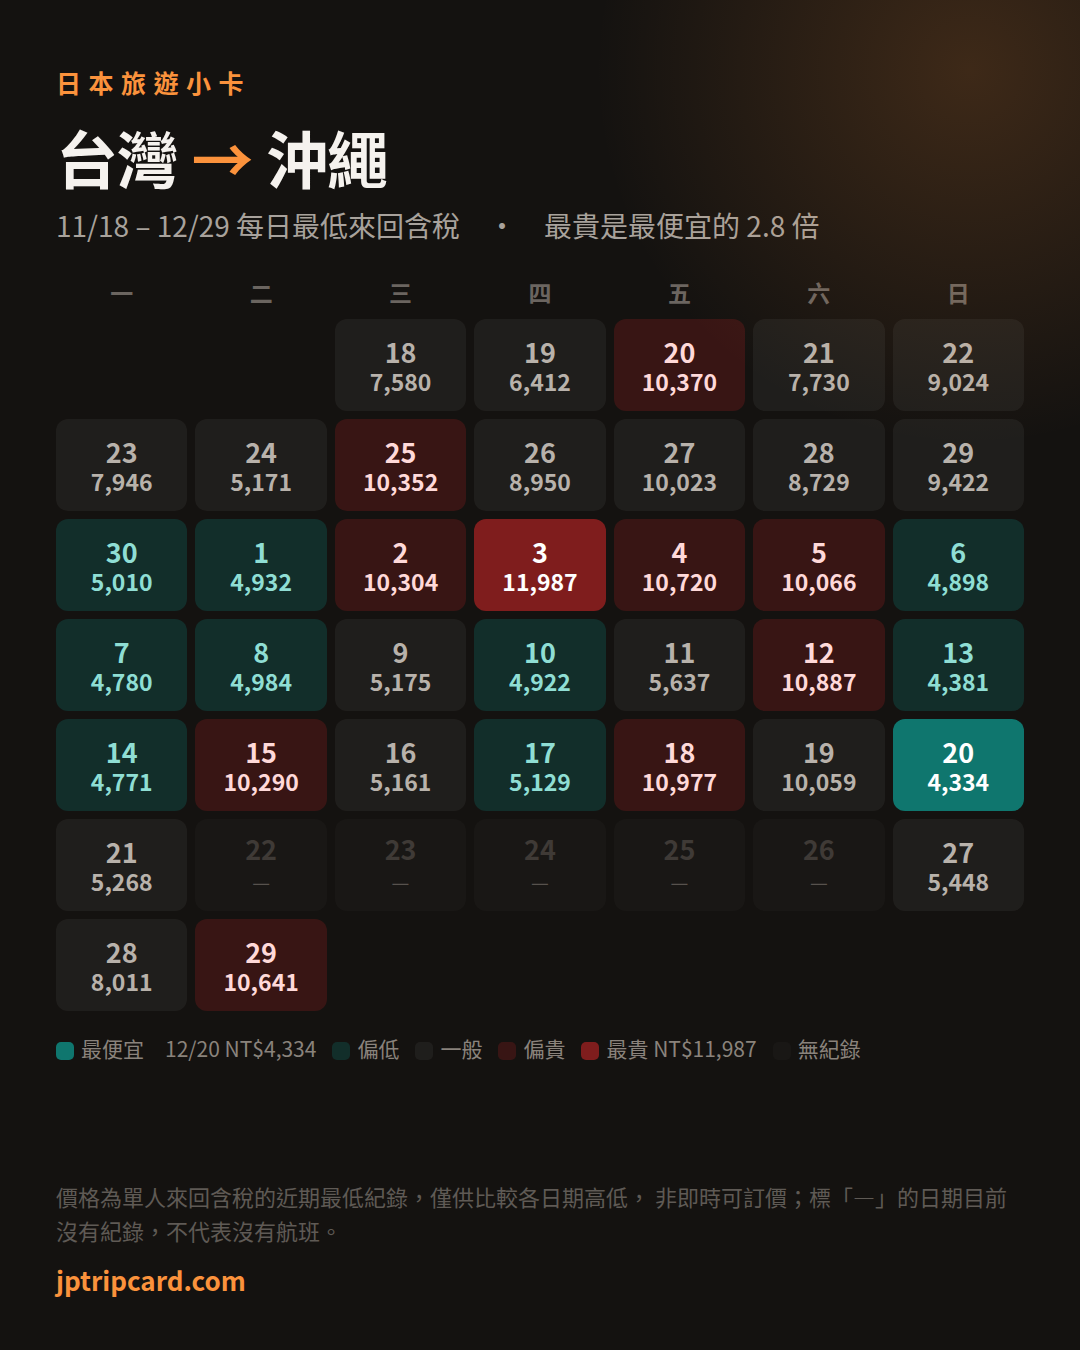 日本旅遊小卡
台灣 → 沖繩
11/18 – 12/29 每日最低來回含稅 · 最貴是最便宜的 2.8 倍
一 二 三 四 五 六 日
18 19 20 21 22
7,580 6,412 10,370 7,730 9,024
23 24 25 26 27 28 29
7,946 5,171 10,352 8,950 10,023 8,729 9,422
30 1 2 3 4 5 6
5,010 4,932 10,304 11,987 10,720 10,066 4,898
7 8 9 10 11 12 13
4,780 4,984 5,175 4,922 5,637 10,887 4,381
14 15 16 17 18 19 20
4,771 10,290 5,161 5,129 10,977 10,059 4,334
21 22 23 24 25 26 27
5,268 — — — — — 5,448
28 29
8,011 10,641
最便宜 12/20 NT$4,334 偏低 一般 偏貴 最貴 NT$11,987 無紀錄
價格為單人來回含稅的近期最低紀錄，僅供比較各日期高低， 非即時可訂價；標「—」的日期目前
沒有紀錄，不代表沒有航班。
jptripcard.com